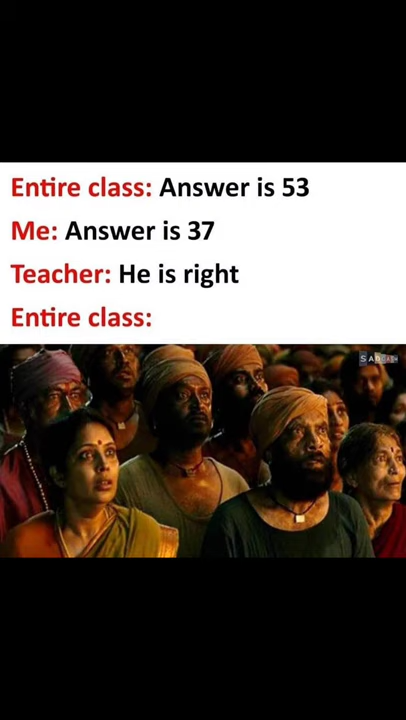 Entire class: Answer is 53
Me: Answer is 37
Teacher: He is right
Entire class: